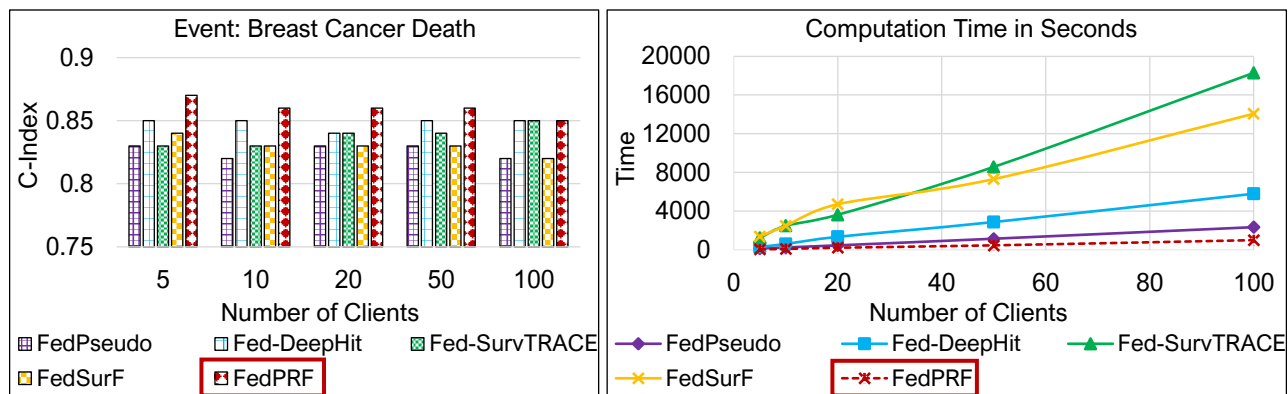 Event: Breast Cancer Death
0.9
0.85
0.8
0.75
C-Index
5 10 20 50 100
Number of Clients
FedPseudo Fed-DeepHit Fed-SurvTRACE
FedSurF FedPRF
Computation Time in Seconds
20000
16000
12000
8000
4000
0
Time
0 20 40 60 80 100
Number of Clients
FedPseudo Fed-DeepHit Fed-SurvTRACE
FedSurF FedPRF